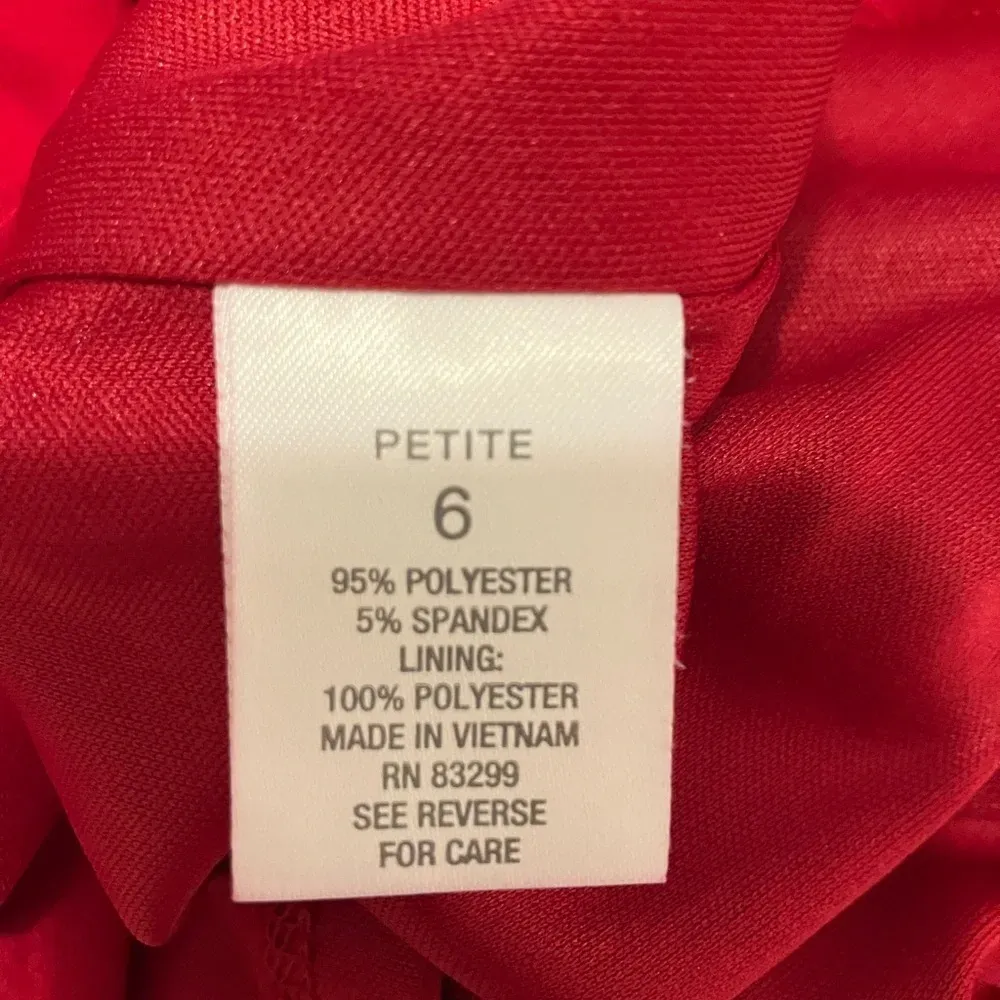 PETITE
6
95% POLYESTER
5% SPANDEX
LINING:
100% POLYESTER
MADE IN VIETNAM
RN 83299
SEE REVERSE
FOR CARE